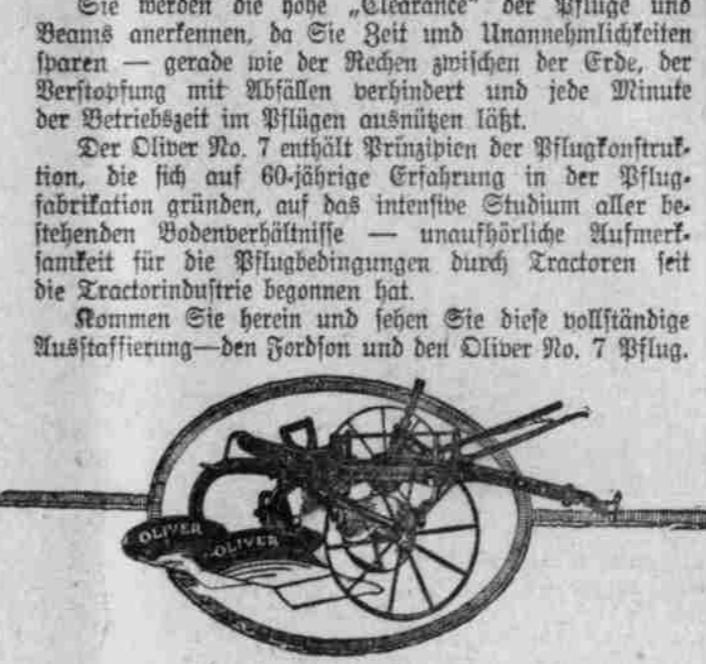 Sie werden die hohe „Clearance" der Pflüge und
Beams anerkennen, da Sie Zeit und Unannehmlichkeiten
sparen — gerade wie der Rechen zwischen der Erde, der
Verstopfung mit Abfällen verhindert und jede Minute
der Betriebszeit im Pflügen ausnützen läßt.
Der Oliver No. 7 enthält Prinzipien der Pflugkonstruk-
tion, die sich auf 60-jährige Erfahrung in der Pflug-
fabrikation gründen, auf das intensive Studium aller be-
stehenden Bodenverhältnisse — unaufhörliche Aufmerk-
samkeit für die Pflugbedingungen durch Tractoren seit
die Tractorindustrie begonnen hat.
Kommen Sie herein und sehen Sie diese vollständige
Ausstaffierung—den Fordson und den Oliver No. 7 Pflug.
OLIVER
OLIVER